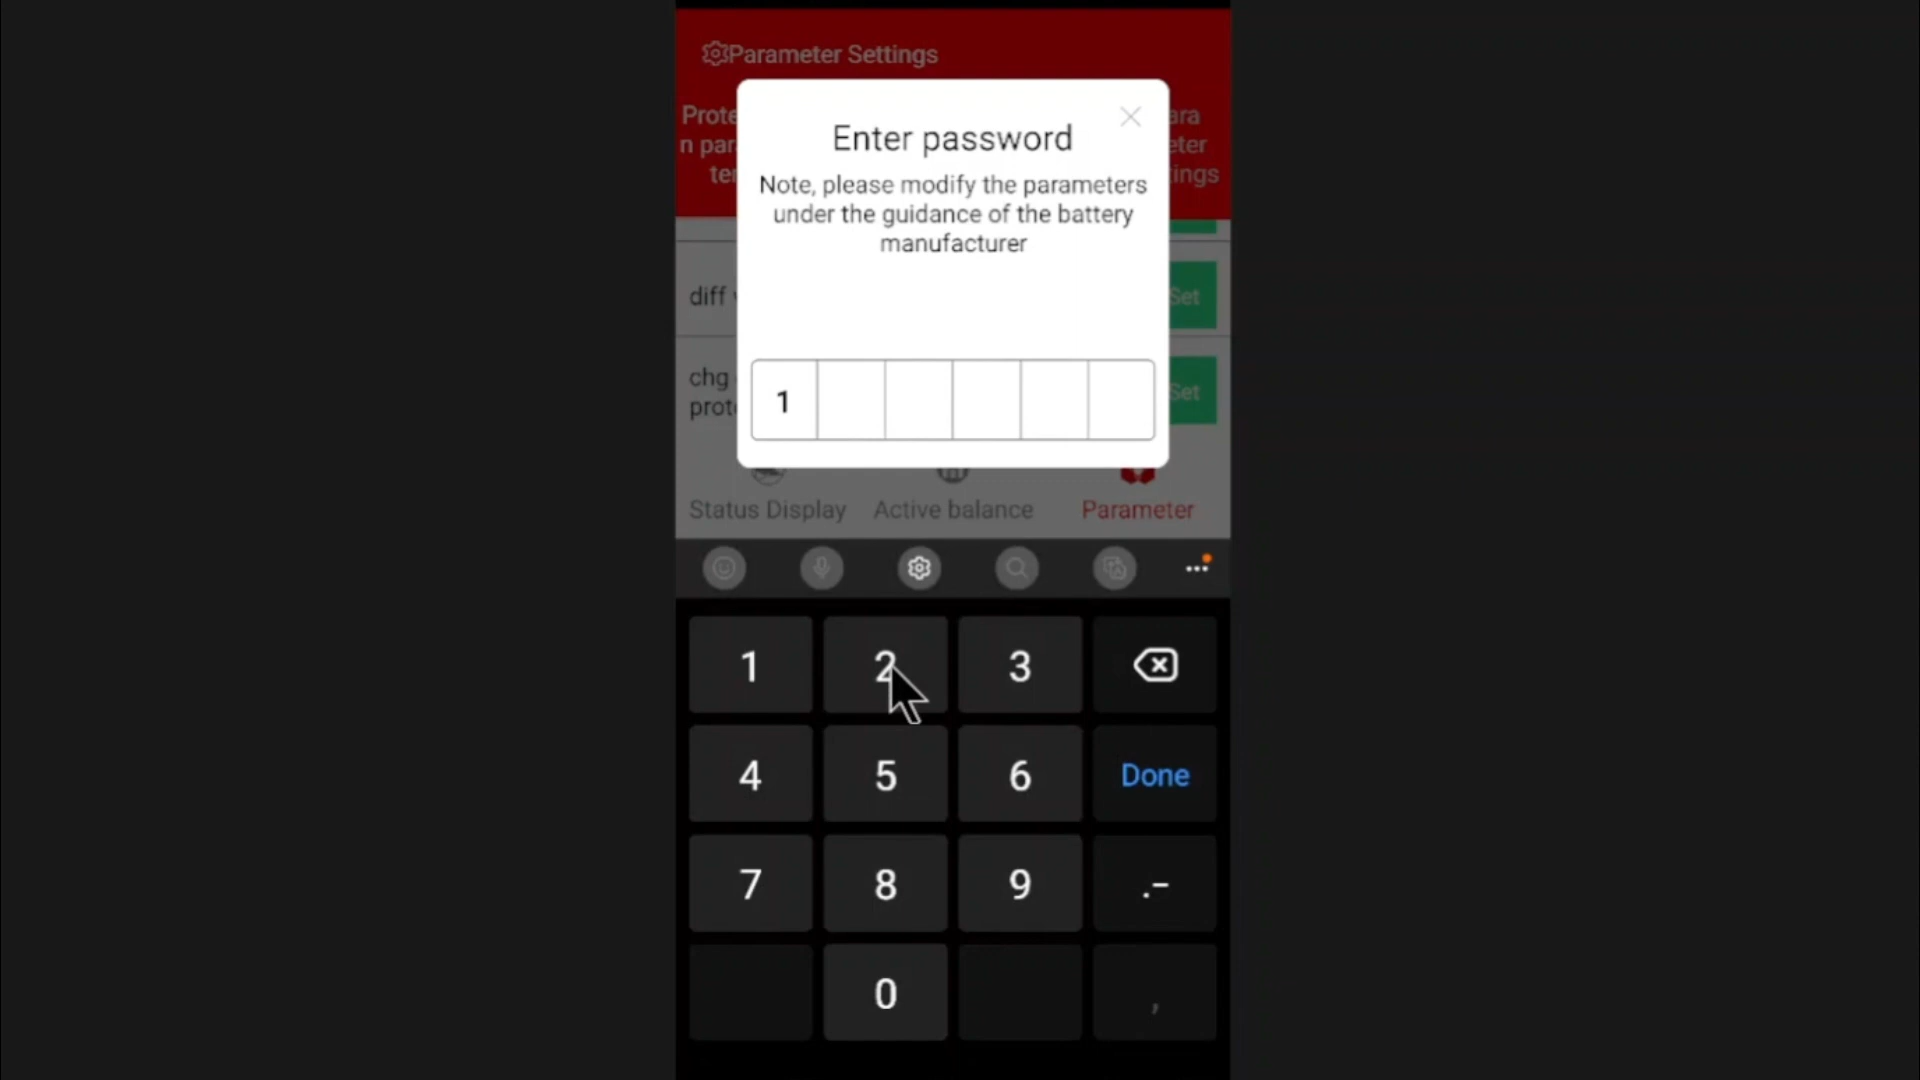 Parameter Settings
Enter password
Note, please modify the parameters
under the guidance of the battery
manufacturer
diff
Set
chg
Set
1
Status Display
Active balance
Parameter
1
2
3
4
5
6
Done
7
8
9
.-
0
,